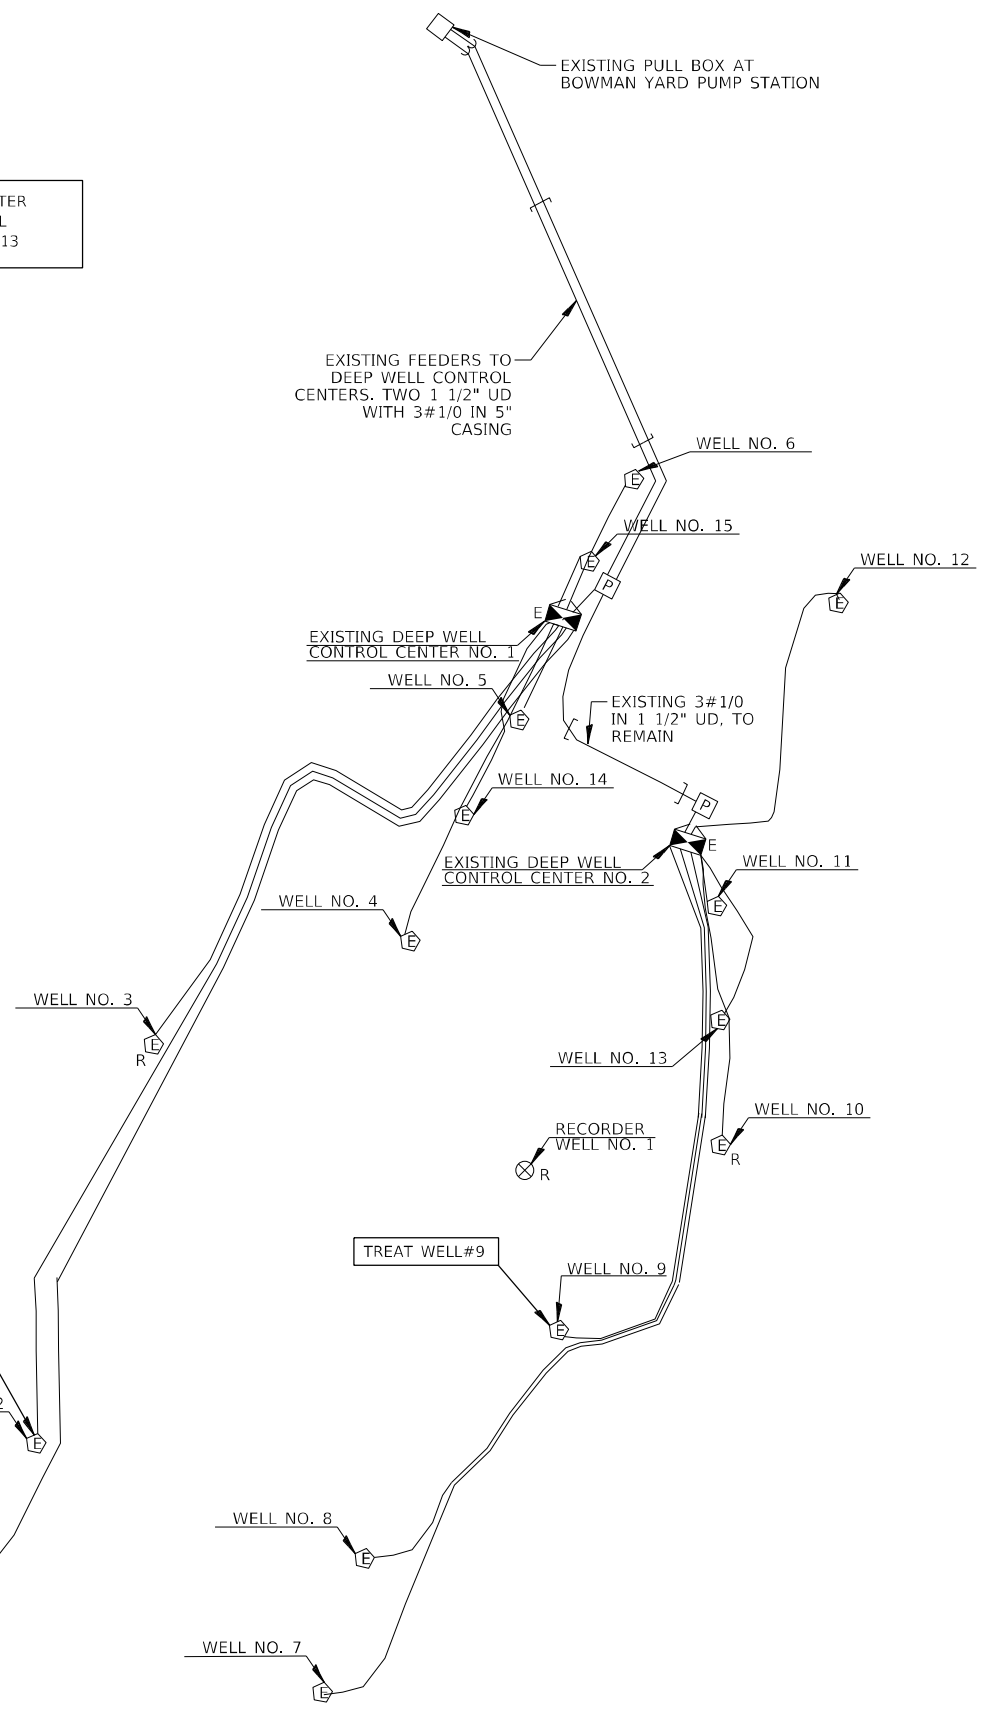 EXISTING PULL BOX AT
BOWMAN YARD PUMP STATION
TER
L
13
EXISTING FEEDERS TO
DEEP WELL CONTROL
CENTERS. TWO 1 1/2" UD
WITH 3#1/0 IN 5"
CASING
WELL NO. 6
E
WELL NO. 15
E
WELL NO. 12
E
P
E
EXISTING DEEP WELL
CONTROL CENTER NO. 1
WELL NO. 5
E
EXISTING 3#1/0
IN 1 1/2" UD, TO
REMAIN
WELL NO. 14
E
P
E
EXISTING DEEP WELL
CONTROL CENTER NO. 2
WELL NO. 11
E
WELL NO. 4
E
WELL NO. 3
E
R
E
WELL NO. 13
WELL NO. 10
E
R
RECORDER
WELL NO. 1
R
TREAT WELL#9
WELL NO. 9
E
2
E
WELL NO. 8
E
WELL NO. 7
E